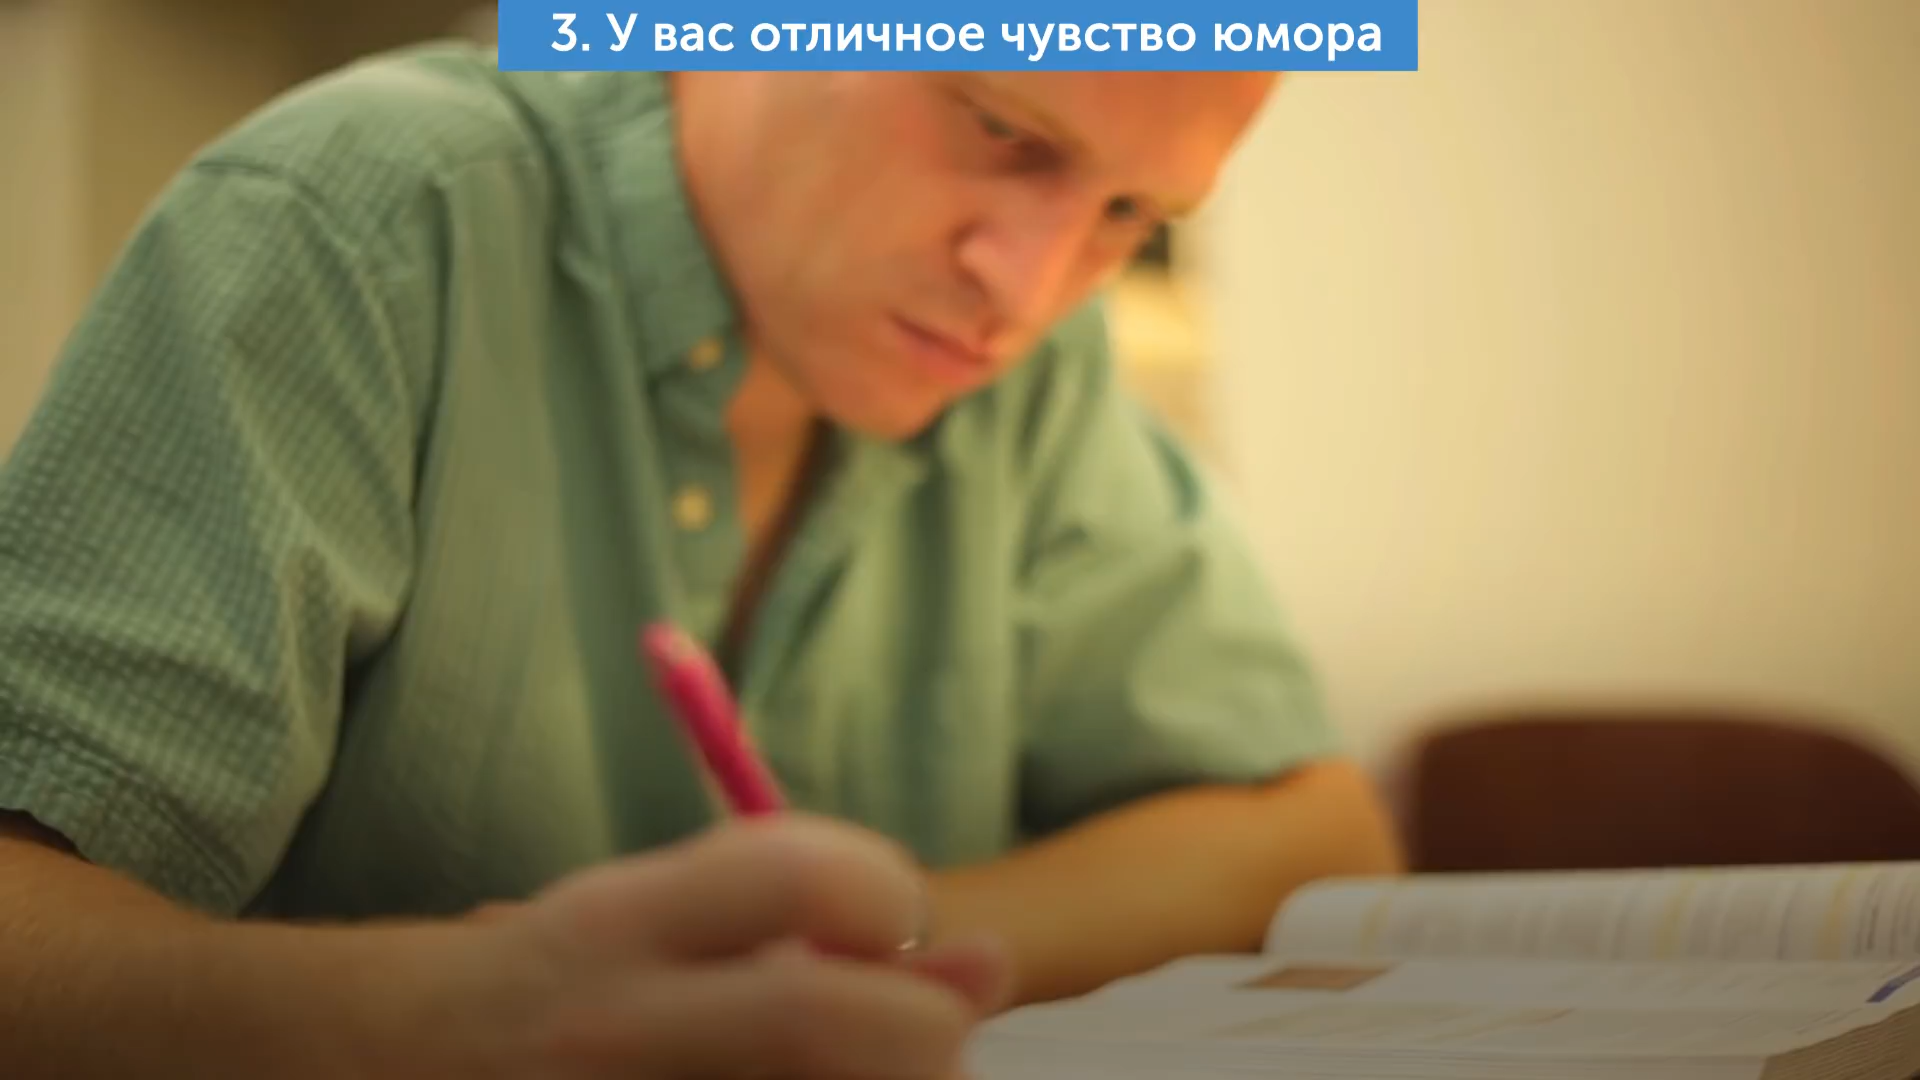 3. У вас отличное чувство юмора